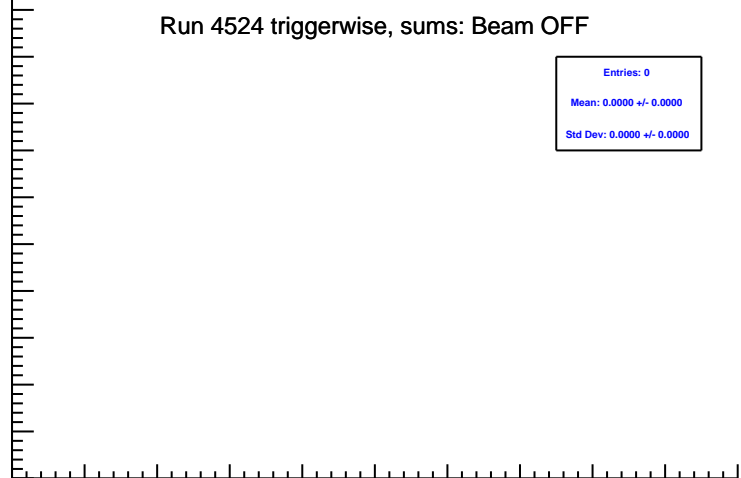 Run 4524 triggerwise, sums: Beam OFF
Entries: 0
Mean: 0.0000 +/- 0.0000
Std Dev: 0.0000 +/- 0.0000